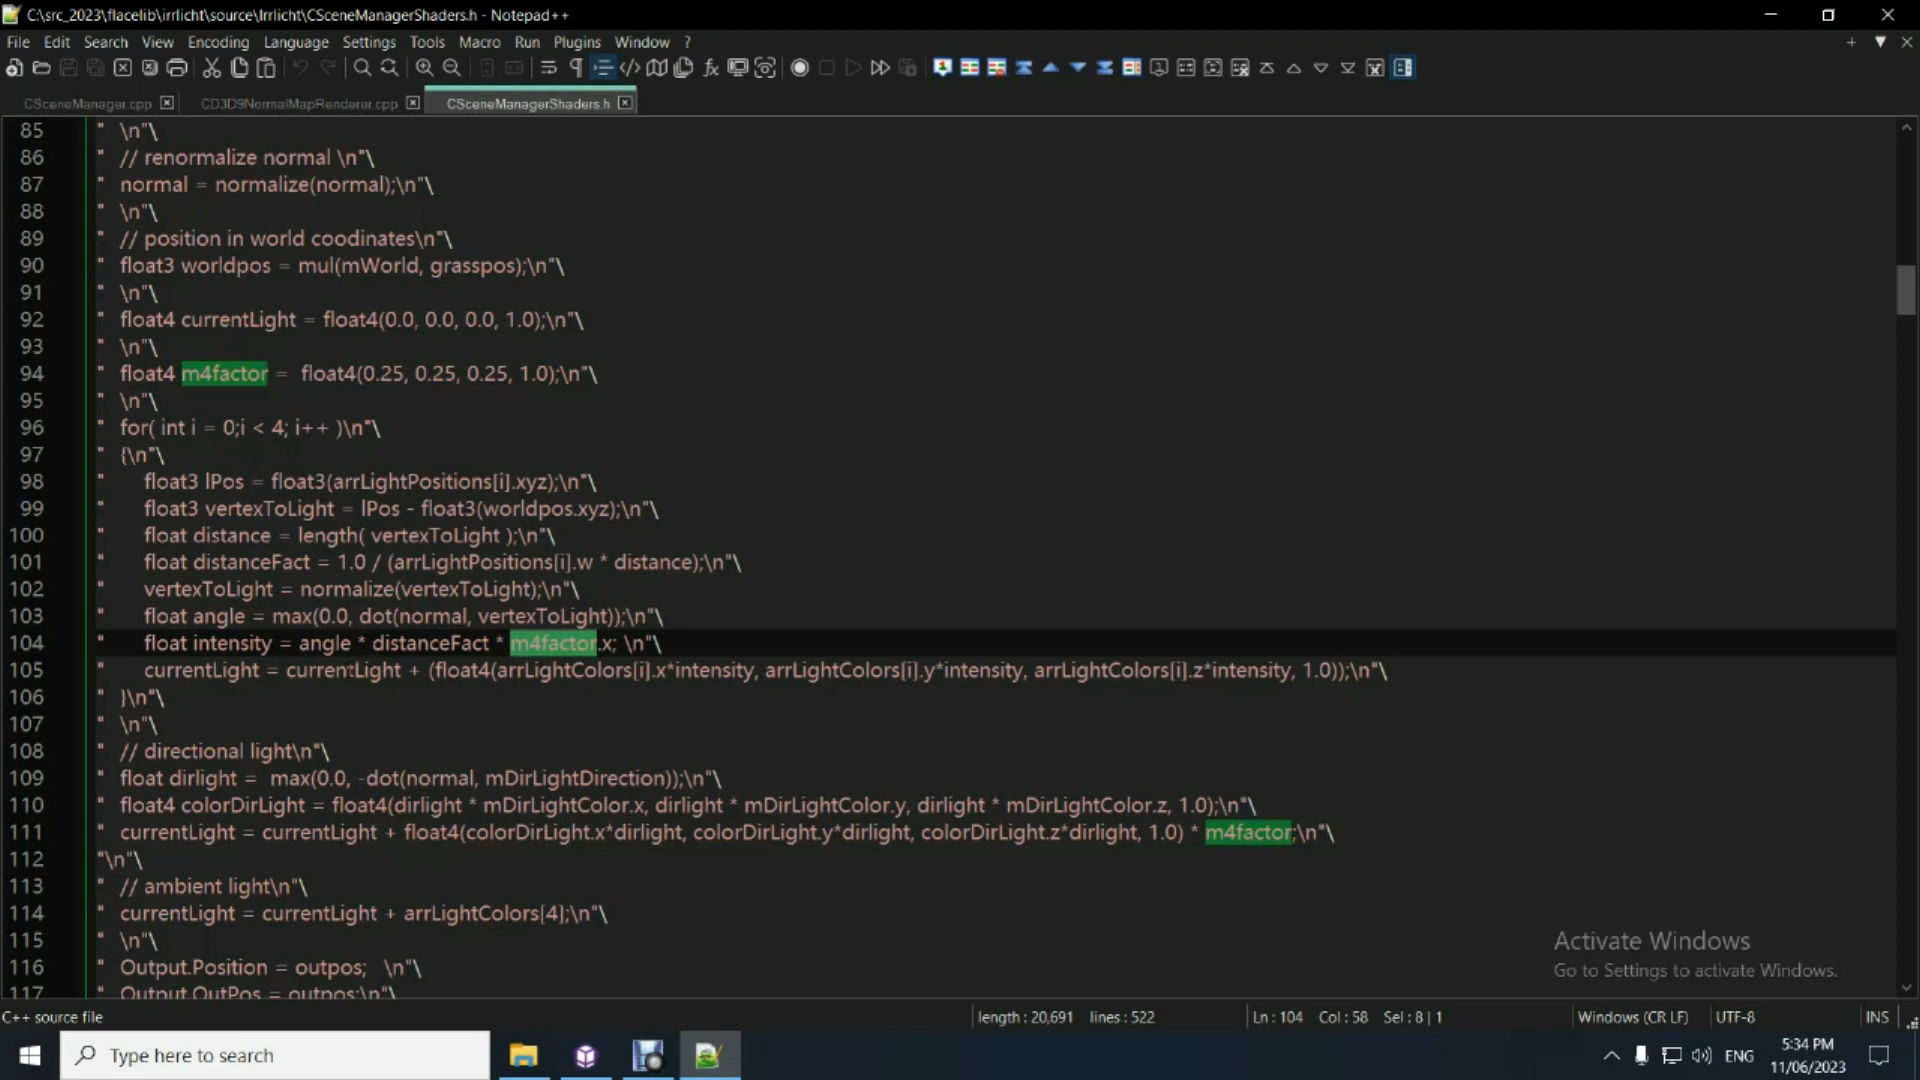 C:\src_2023\flacelib\irrlicht\source\Irrlicht\CSceneManagerShaders.h - Notepad++
File Edit Search View Encoding Language Settings Tools Macro Run Plugins Window ?
CSceneManager.cpp CD3D9NormalMapRenderer.cpp CSceneManagerShaders.h
85 " \n"\
86 " // renormalize normal \n"\
87 " normal = normalize(normal);\n"\
88 " \n"\
89 " // position in world coodinates\n"\
90 " float3 worldpos = mul(mWorld, grasspos);\n"\
91 " \n"\
92 " float4 currentLight = float4(0.0, 0.0, 0.0, 1.0);\n"\
93 " \n"\
94 " float4 m4factor =  float4(0.25, 0.25, 0.25, 1.0);\n"\
95 " \n"\
96 " for( int i = 0;i < 4; i++ )\n"\
97 " {\n"\
98 "    float3 lPos = float3(arrLightPositions[i].xyz);\n"\
99 "    float3 vertexToLight = lPos - float3(worldpos.xyz);\n"\
100 "    float distance = length( vertexToLight );\n"\
101 "    float distanceFact = 1.0 / (arrLightPositions[i].w * distance);\n"\
102 "    vertexToLight = normalize(vertexToLight);\n"\
103 "    float angle = max(0.0, dot(normal, vertexToLight));\n"\
104 "    float intensity = angle * distanceFact * m4factor.x; \n"\
105 "    currentLight = currentLight + (float4(arrLightColors[i].x*intensity, arrLightColors[i].y*intensity, arrLightColors[i].z*intensity, 1.0));\n"\
106 " }\n"\
107 " \n"\
108 " // directional light\n"\
109 " float dirlight =  max(0.0, -dot(normal, mDirLightDirection));\n"\
110 " float4 colorDirLight = float4(dirlight * mDirLightColor.x, dirlight * mDirLightColor.y, dirlight * mDirLightColor.z, 1.0);\n"\
111 " currentLight = currentLight + float4(colorDirLight.x*dirlight, colorDirLight.y*dirlight, colorDirLight.z*dirlight, 1.0) * m4factor;\n"\
112 "\n"\
113 " // ambient light\n"\
114 " currentLight = currentLight + arrLightColors[4];\n"\
115 " \n"\
116 " Output.Position = outpos;  \n"\
117 " Output.OutPos = outpos;\n"\
Activate Windows
Go to Settings to activate Windows.
C++ source file length : 20,691 lines : 522 Ln : 104 Col : 58 Sel : 8 | 1 Windows (CR LF) UTF-8 INS
Type here to search ENG 5:34 PM
11/06/2023